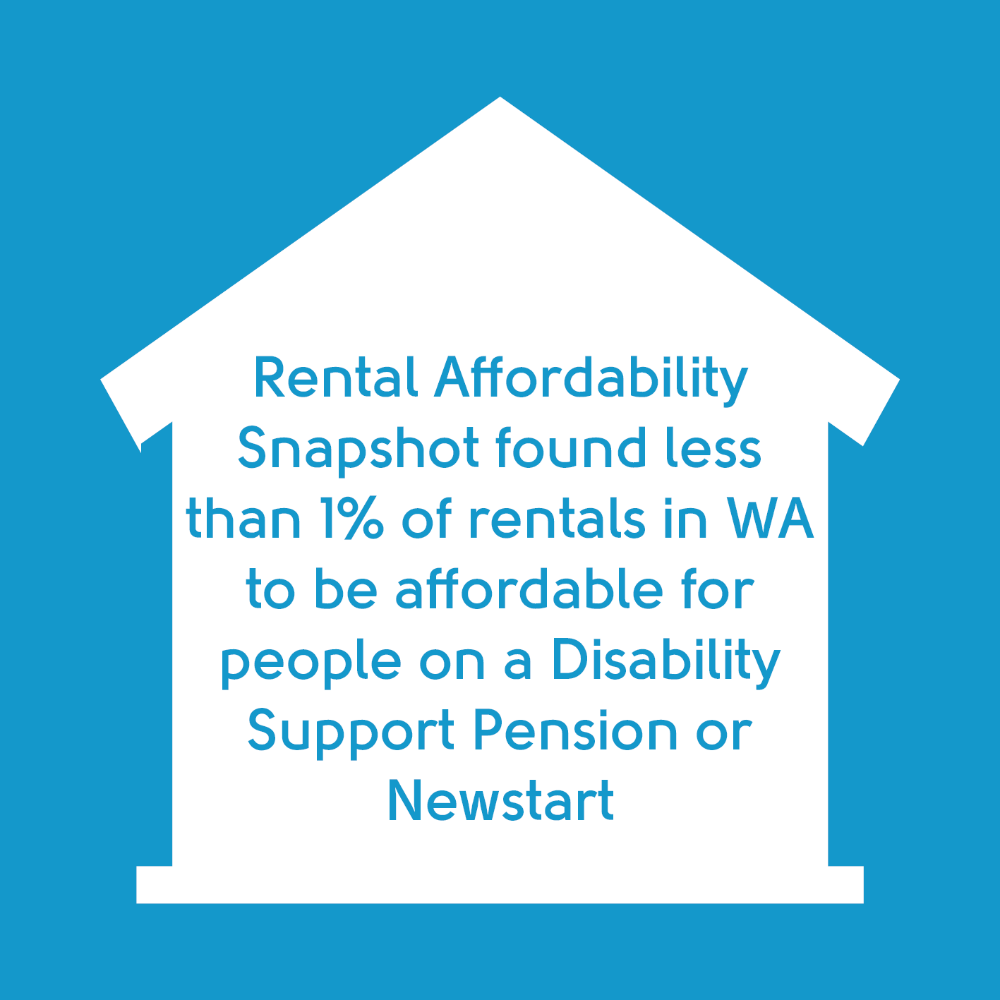 Rental Affordability
Snapshot found less
than 1% of rentals in WA
to be affordable for
people on a Disability
Support Pension or
Newstart